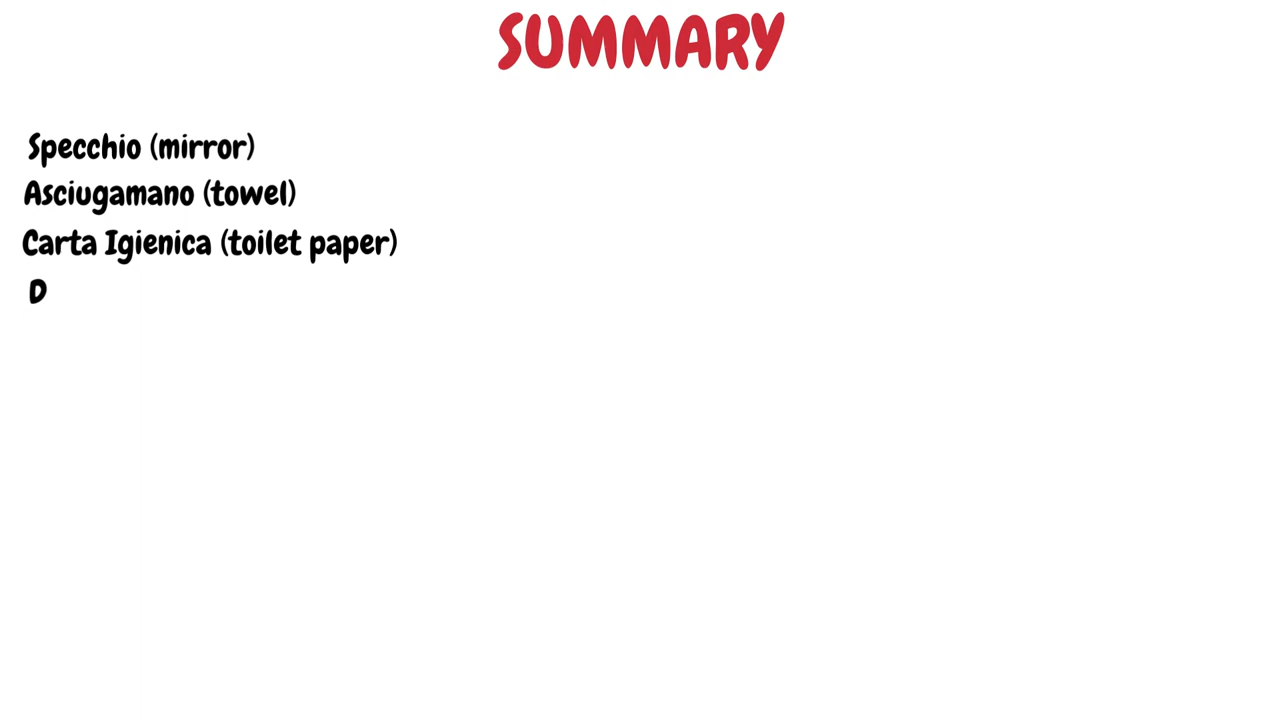 SUMMARY
Specchio (mirror)
Asciugamano (towel)
Carta Igienica (toilet paper)
D